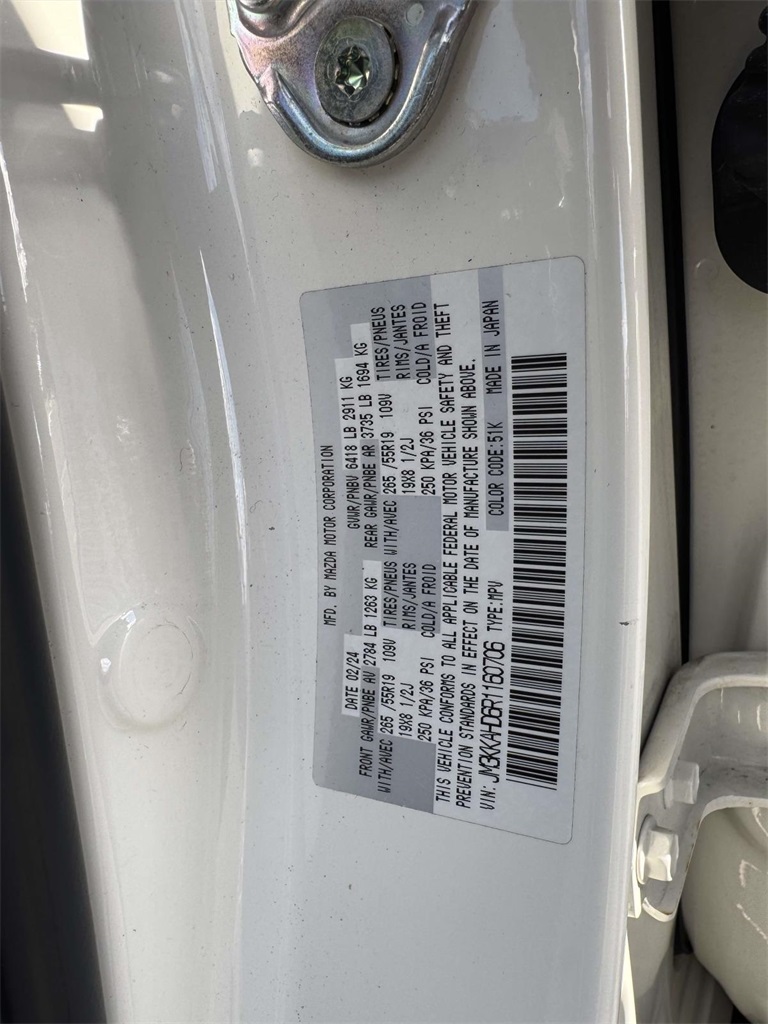 MFD. BY MAZDA MOTOR CORPORATION
DATE 02/24 GVWR/PNBV 6418 LB 2911 KG
FRONT GAWR/PNBE AV 2784 LB 1263 KG REAR GAWR/PNBE AR 3735 LB 1694 KG
WITH/AVEC 265 /55R19 109V TIRES/PNEUS WITH/AVEC 265 /55R19 109V TIRES/PNEUS
19X8 1/2J RIMS/JANTES 19X8 1/2J RIMS/JANTES
250 KPA/36 PSI COLD/A FROID 250 KPA/36 PSI COLD/A FROID
THIS VEHICLE CONFORMS TO ALL APPLICABLE FEDERAL MOTOR VEHICLE SAFETY AND THEFT
PREVENTION STANDARDS IN EFFECT ON THE DATE OF MANUFACTURE SHOWN ABOVE.
VIN: JM3KKAHD6R1160706 TYPE:MPV COLOR CODE:51K MADE IN JAPAN